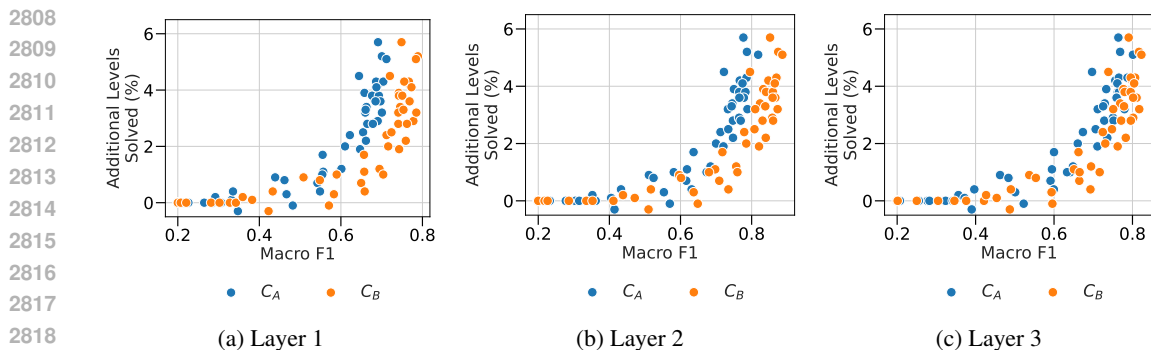 2808
2809
2810
2811
2812
2813
2814
2815
2816
2817
2818
Additional Levels
Solved (%)
6
4
2
0
0.2 0.4 0.6 0.8
Macro F1
C_A C_B
(a) Layer 1
Additional Levels
Solved (%)
6
4
2
0
0.2 0.4 0.6 0.8
Macro F1
C_A C_B
(b) Layer 2
Additional Levels
Solved (%)
6
4
2
0
0.2 0.4 0.6 0.8
Macro F1
C_A C_B
(c) Layer 3